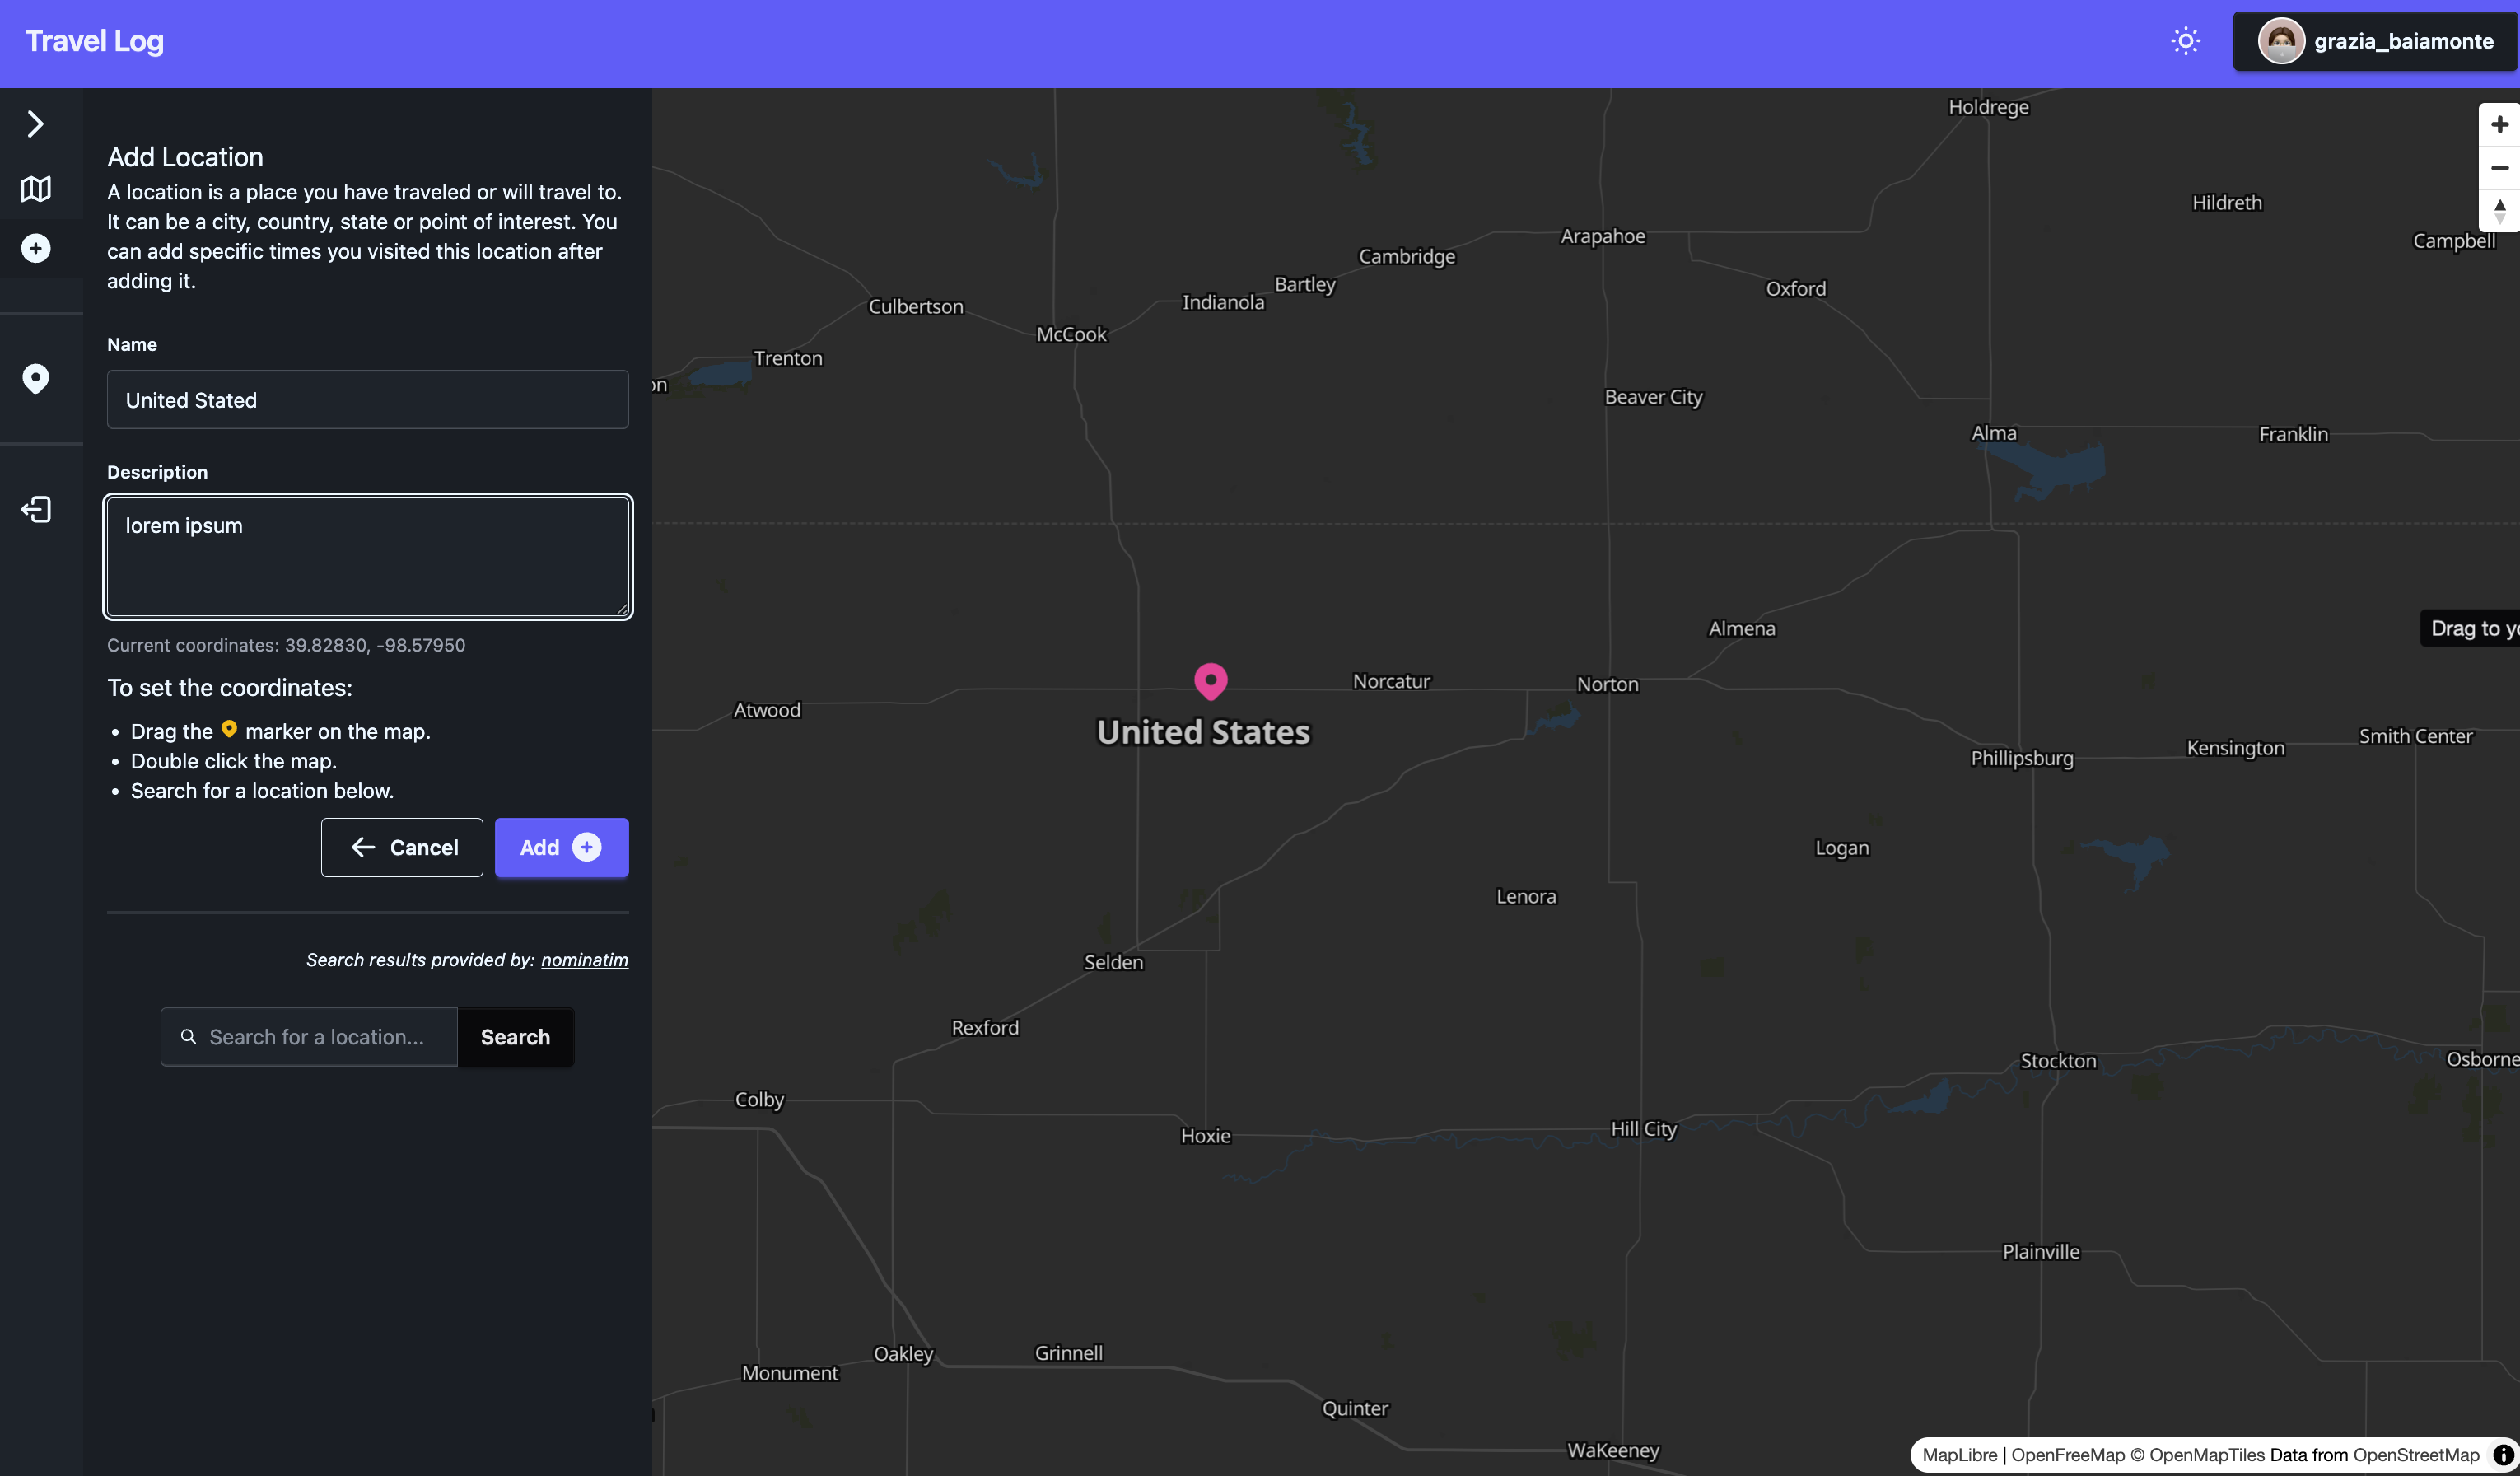 Travel Log
grazia_baiamonte
Add Location
A location is a place you have traveled or will travel to.
It can be a city, country, state or point of interest. You
can add specific times you visited this location after
adding it.
Name
United Stated
Description
lorem ipsum
Current coordinates: 39.82830, -98.57950
To set the coordinates:
• Drag the marker on the map.
• Double click the map.
• Search for a location below.
Cancel
Add
Search results provided by: nominatim
Search for a location...
Search
Holdrege
Hildreth
Campbell
Arapahoe
Cambridge
Bartley
Oxford
Indianola
Culbertson
McCook
Trenton
on
Beaver City
Alma
Franklin
Drag to yo
Almena
Norcatur
Norton
Atwood
United States
Smith Center
Kensington
Phillipsburg
Logan
Lenora
Selden
Rexford
Stockton
Osborne
Colby
Hill City
Hoxie
Plainville
Oakley
Grinnell
Monument
Quinter
WaKeeney
MapLibre | OpenFreeMap © OpenMapTiles Data from OpenStreetMap